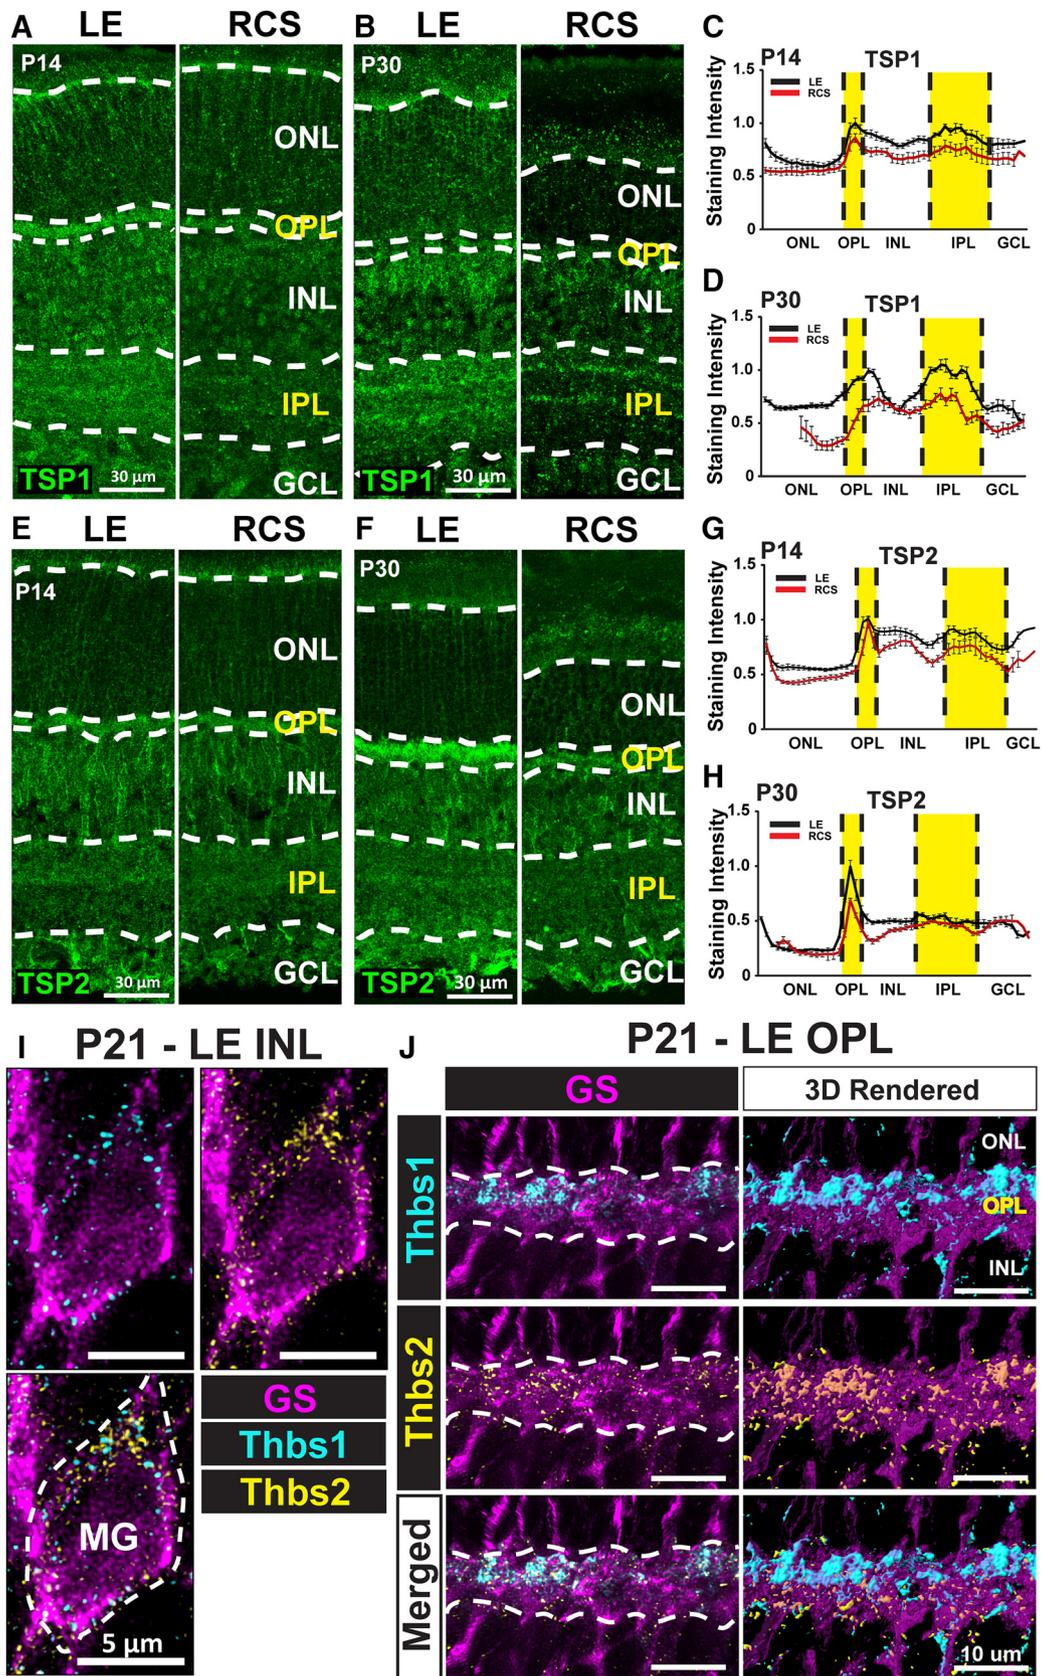 A LE RCS
P14
ONL
OPL
INL
IPL
GCL
TSP1 30 µm
B LE RCS
P30
ONL
OPL
INL
IPL
GCL
TSP1 30 µm
C
P14 TSP1
LE
RCS
Staining Intensity
1.5
1.0
0.5
0
ONL OPL INL IPL GCL
D
P30 TSP1
LE
RCS
Staining Intensity
1.5
1.0
0.5
0
ONL OPL INL IPL GCL
E LE RCS
P14
ONL
OPL
INL
IPL
GCL
TSP2 30 µm
F LE RCS
P30
ONL
OPL
INL
IPL
GCL
TSP2 30 µm
G
P14 TSP2
LE
RCS
Staining Intensity
1.5
1.0
0.5
0
ONL OPL INL IPL GCL
H
P30 TSP2
LE
RCS
Staining Intensity
1.5
1.0
0.5
0
ONL OPL INL IPL GCL
I P21 - LE INL
GS
Thbs1
Thbs2
MG
5 µm
J P21 - LE OPL
GS 3D Rendered
Thbs1
ONL
OPL
INL
Thbs2
Merged
10 um